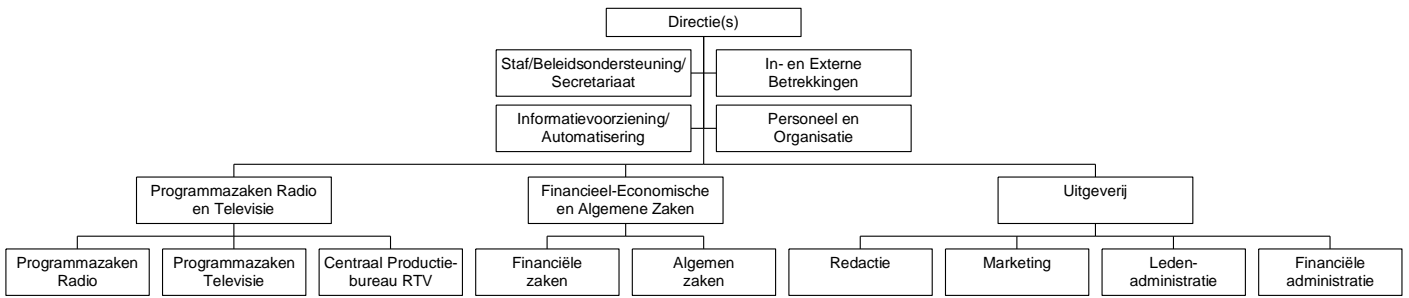 Directie(s)
Staf/Beleidsondersteuning/
Secretariaat
In- en Externe
Betrekkingen
Informatievoorziening/
Automatisering
Personeel en
Organisatie
Programmazaken Radio
en Televisie
Financieel-Economische
en Algemene Zaken
Uitgeverij
Programmazaken
Radio
Programmazaken
Televisie
Centraal Productie-
bureau RTV
Financiële
zaken
Algemen
zaken
Redactie
Marketing
Leden-
administratie
Financiële
administratie